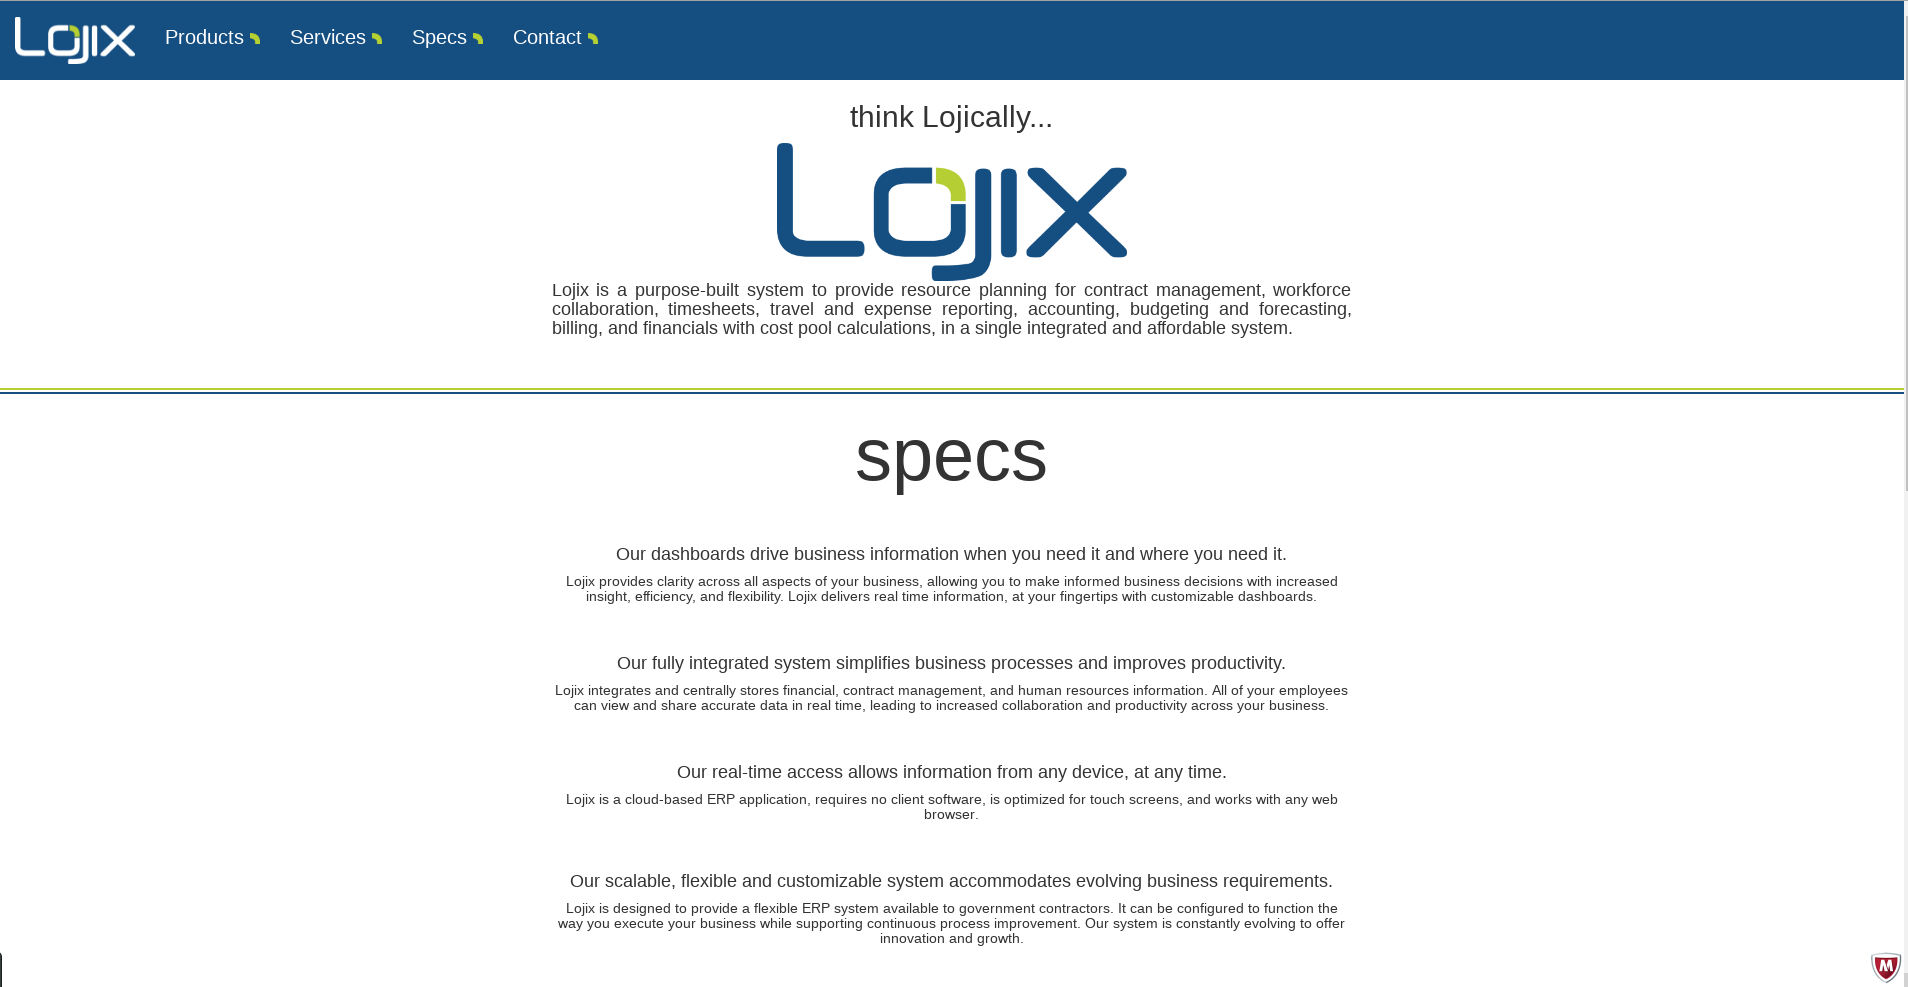 Lojix Products Services Specs Contact
think Lojically...
Lojix
Lojix is a purpose-built system to provide resource planning for contract management, workforce
collaboration, timesheets, travel and expense reporting, accounting, budgeting and forecasting,
billing, and financials with cost pool calculations, in a single integrated and affordable system.
specs
Our dashboards drive business information when you need it and where you need it.
Lojix provides clarity across all aspects of your business, allowing you to make informed business decisions with increased
insight, efficiency, and flexibility. Lojix delivers real time information, at your fingertips with customizable dashboards.
Our fully integrated system simplifies business processes and improves productivity.
Lojix integrates and centrally stores financial, contract management, and human resources information. All of your employees
can view and share accurate data in real time, leading to increased collaboration and productivity across your business.
Our real-time access allows information from any device, at any time.
Lojix is a cloud-based ERP application, requires no client software, is optimized for touch screens, and works with any web
browser.
Our scalable, flexible and customizable system accommodates evolving business requirements.
Lojix is designed to provide a flexible ERP system available to government contractors. It can be configured to function the
way you execute your business while supporting continuous process improvement. Our system is constantly evolving to offer
innovation and growth.
M